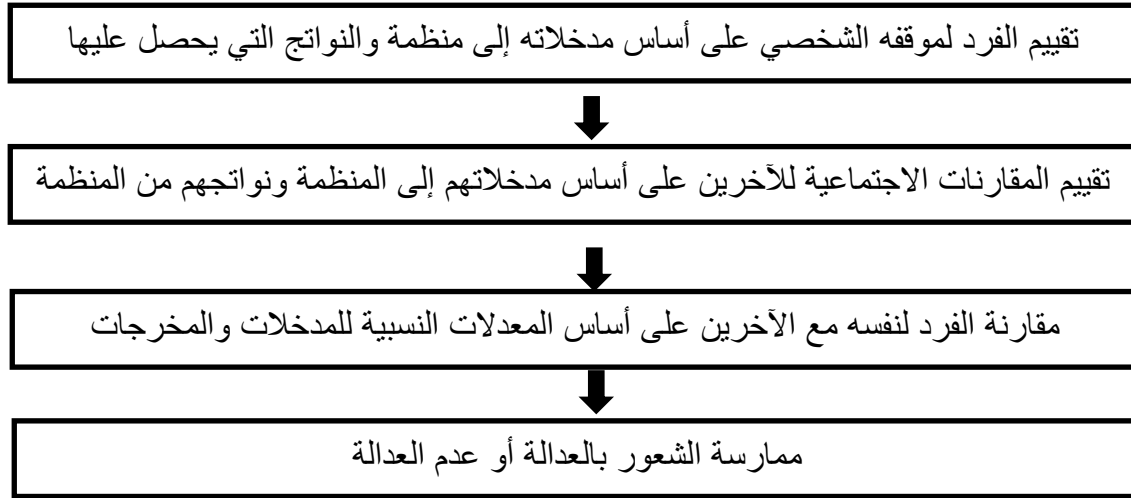 تقييم الفرد لموقفه الشخصي على أساس مدخلاته إلى منظمة والنواتج التي يحصل عليها
تقييم المقارنات الاجتماعية للآخرين على أساس مدخلاتهم إلى المنظمة ونواتجهم من المنظمة
مقارنة الفرد لنفسه مع الآخرين على أساس المعدلات النسبية للمدخلات والمخرجات
ممارسة الشعور بالعدالة أو عدم العدالة